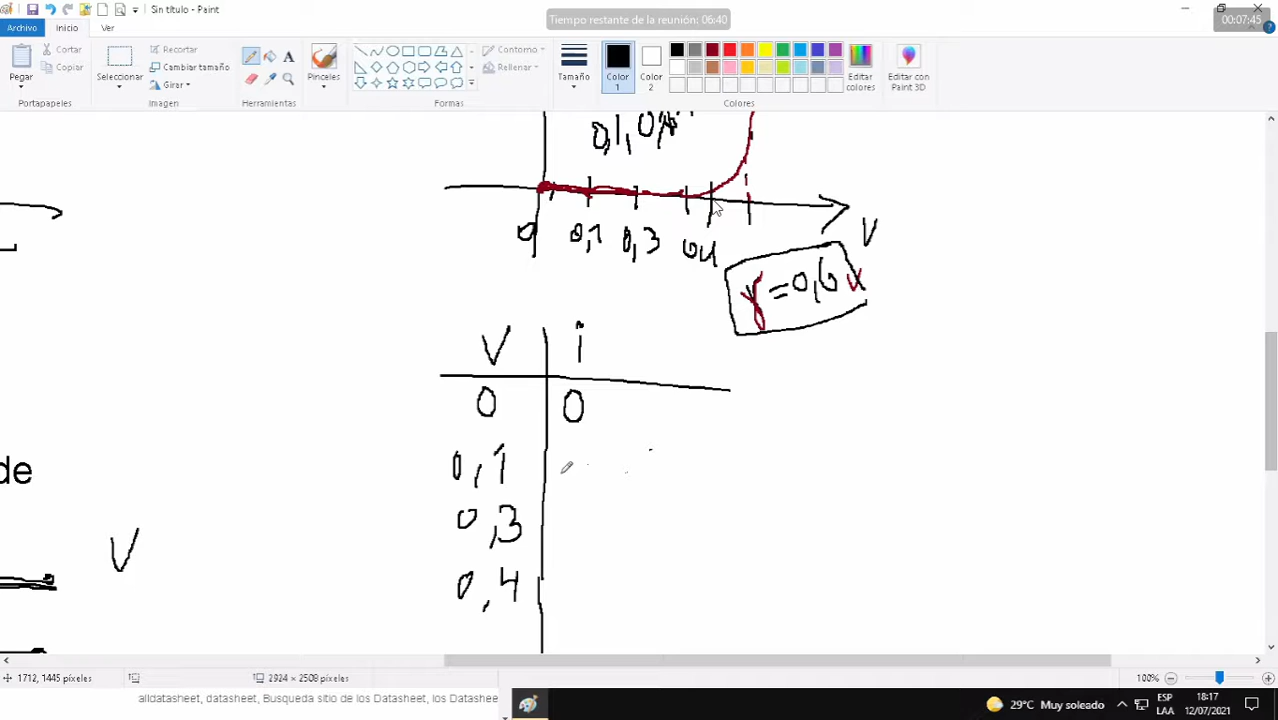 Sin título - Paint
Tiempo restante de la reunión: 06:40
00:07:45
Archivo Inicio Ver
Pegar
Cortar
Copiar
Seleccionar
Recortar
Cambiar tamaño
Girar
Pinceles
Contorno
Rellenar
Tamaño
Color 1
Color 2
Editar colores
Editar con Paint 3D
Portapapeles Imagen Herramientas Formas Colores
0 0,1 0,3 0,4
V
γ=0,6v
V i
0 0
0,1
0,3
0,4
de
V
1712, 1445 píxeles 2924 × 2508 píxeles 100%
alldatasheet, datasheet, Busqueda sitio de los Datasheet, los Datashee
29°C Muy soleado
ESP
LAA
18:17
12/07/2021